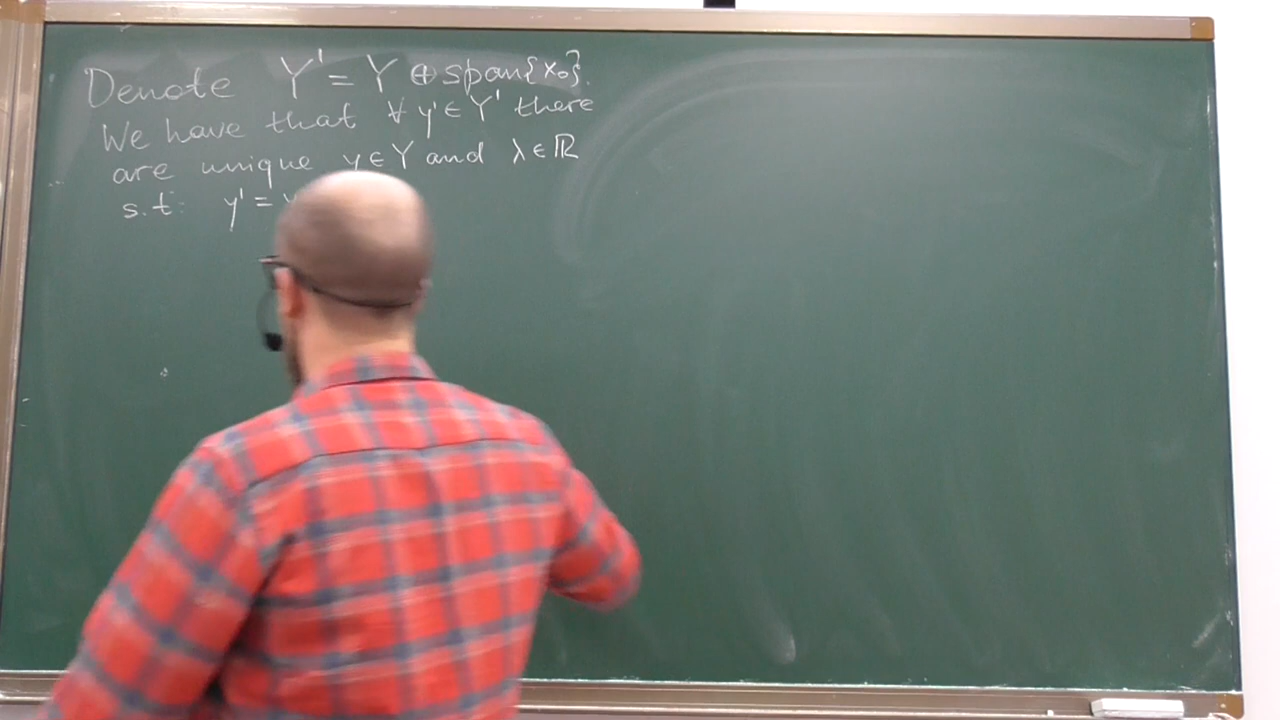 Denote Y' = Y ⊕ span{x₀}.
We have that ∀ y' ∈ Y' there
are unique y ∈ Y and λ ∈ ℝ
s.t: y' =